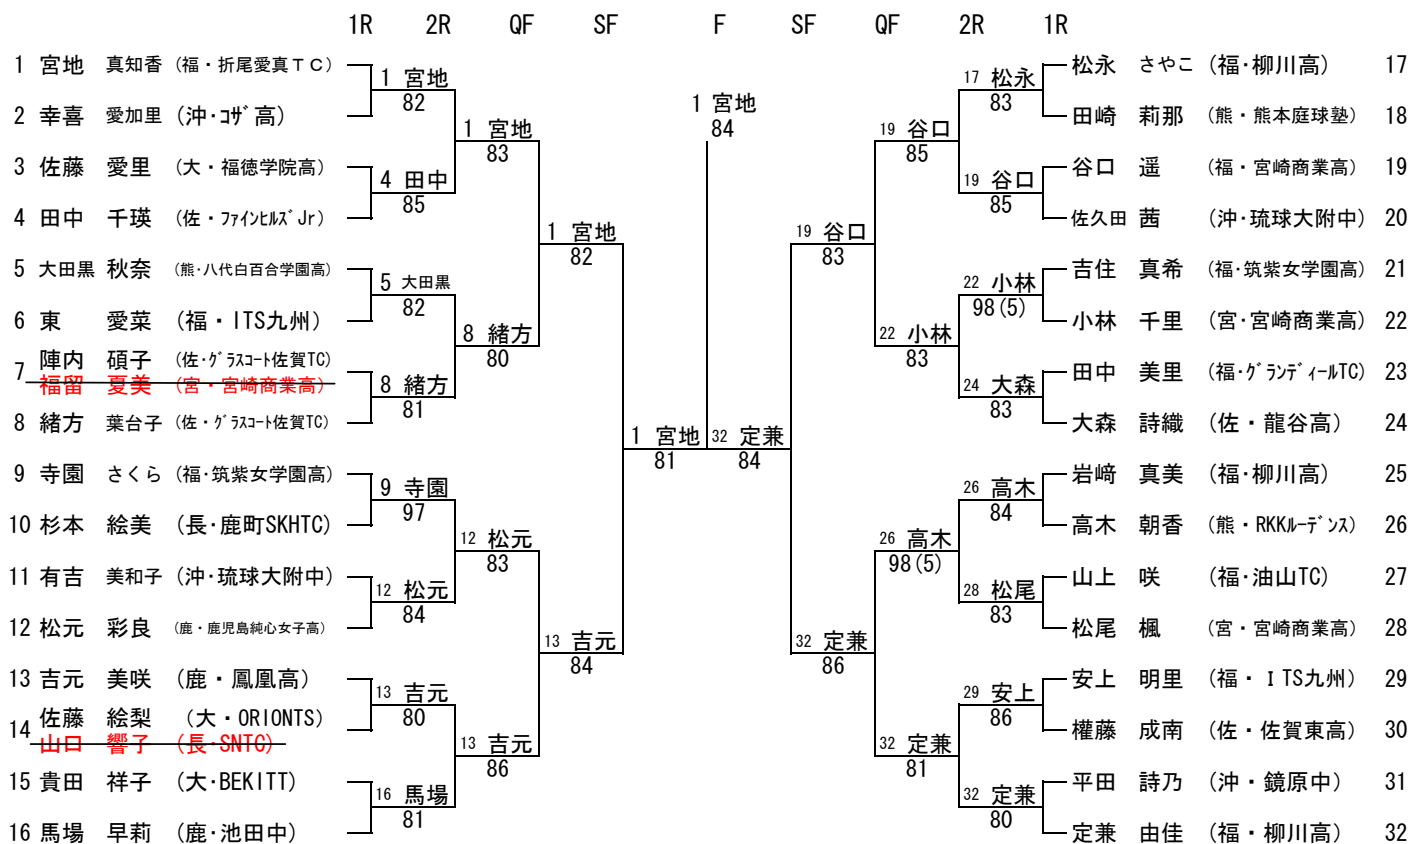 1R 2R QF SF F SF QF 2R 1R
1 宮地 真知香 (福・折尾愛真ＴＣ)
2 幸喜 愛加里 (沖・ｺｻﾞ高)
3 佐藤 愛里 (大・福徳学院高)
4 田中 千瑛 (佐・ﾌｧｲﾝﾋﾙｽﾞJr)
5 大田黒 秋奈 (熊・八代白百合学園高)
6 東 愛菜 (福・ITS九州)
7 陣内 碩子 (佐・ｸﾞﾗｽｺｰﾄ佐賀TC)
福留 夏美 (宮・宮崎商業高)
8 緒方 葉台子 (佐・ｸﾞﾗｽｺｰﾄ佐賀TC)
9 寺園 さくら (福・筑紫女学園高)
10 杉本 絵美 (長・鹿町SKHTC)
11 有吉 美和子 (沖・琉球大附中)
12 松元 彩良 (鹿・鹿児島純心女子高)
13 吉元 美咲 (鹿・鳳凰高)
14 佐藤 絵梨 (大・ORIONTS)
山口 響子 (長・SNTC)
15 貴田 祥子 (大・BEKITT)
16 馬場 早莉 (鹿・池田中)
1 宮地
82
4 田中
85
5 大田黒
82
8 緒方
81
9 寺園
97
12 松元
84
13 吉元
80
16 馬場
81
1 宮地
83
8 緒方
80
12 松元
83
13 吉元
86
1 宮地
82
13 吉元
84
1 宮地
81
1 宮地
84
32 定兼
84
19 谷口
83
32 定兼
86
19 谷口
85
22 小林
83
26 高木
98(5)
32 定兼
81
17 松永
83
19 谷口
85
22 小林
98(5)
24 大森
83
26 高木
84
28 松尾
83
29 安上
86
32 定兼
80
松永 さやこ (福・柳川高) 17
田崎 莉那 (熊・熊本庭球塾) 18
谷口 遥 (福・宮崎商業高) 19
佐久田 茜 (沖・琉球大附中) 20
吉住 真希 (福・筑紫女学園高) 21
小林 千里 (宮・宮崎商業高) 22
田中 美里 (福・ｸﾞﾗﾝﾃﾞｨｰﾙTC) 23
大森 詩織 (佐・龍谷高) 24
岩﨑 真美 (福・柳川高) 25
高木 朝香 (熊・RKKﾙｰﾃﾞﾝｽ) 26
山上 咲 (福・油山TC) 27
松尾 楓 (宮・宮崎商業高) 28
安上 明里 (福・ＩTS九州) 29
權藤 成南 (佐・佐賀東高) 30
平田 詩乃 (沖・鏡原中) 31
定兼 由佳 (福・柳川高) 32